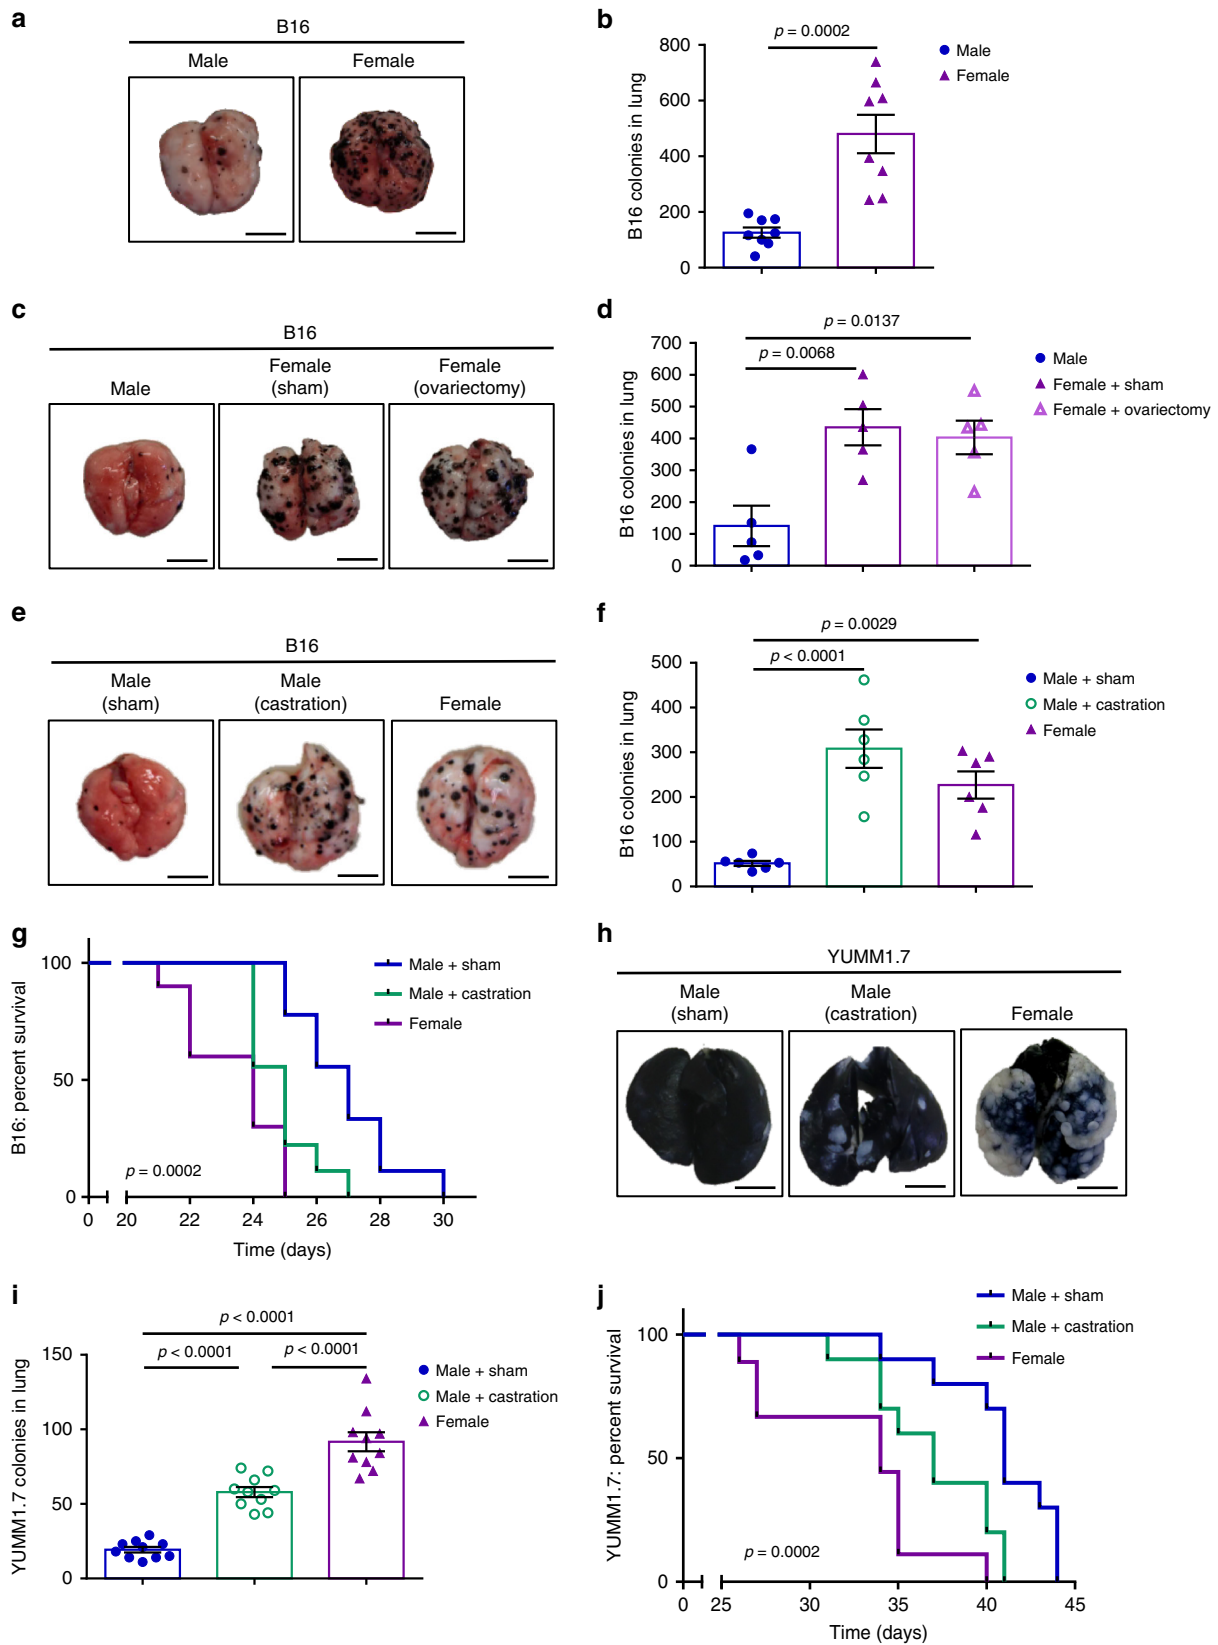 a
B16
Male Female
b
p = 0.0002
B16 colonies in lung
800
600
400
200
0
Male
Female
c
B16
Male
Female
(sham)
Female
(ovariectomy)
d
p = 0.0137
p = 0.0068
B16 colonies in lung
700
600
500
400
300
200
100
0
Male
Female + sham
Female + ovariectomy
e
B16
Male
(sham)
Male
(castration)
Female
f
p = 0.0029
p < 0.0001
B16 colonies in lung
500
400
300
200
100
0
Male + sham
Male + castration
Female
g
B16: percent survival
100
50
0
Male + sham
Male + castration
Female
p = 0.0002
0 20 22 24 26 28 30
Time (days)
h
YUMM1.7
Male
(sham)
Male
(castration)
Female
i
p < 0.0001
p < 0.0001 p < 0.0001
YUMM1.7 colonies in lung
150
100
50
0
Male + sham
Male + castration
Female
j
YUMM1.7: percent survival
100
50
0
Male + sham
Male + castration
Female
p = 0.0002
0 25 30 35 40 45
Time (days)